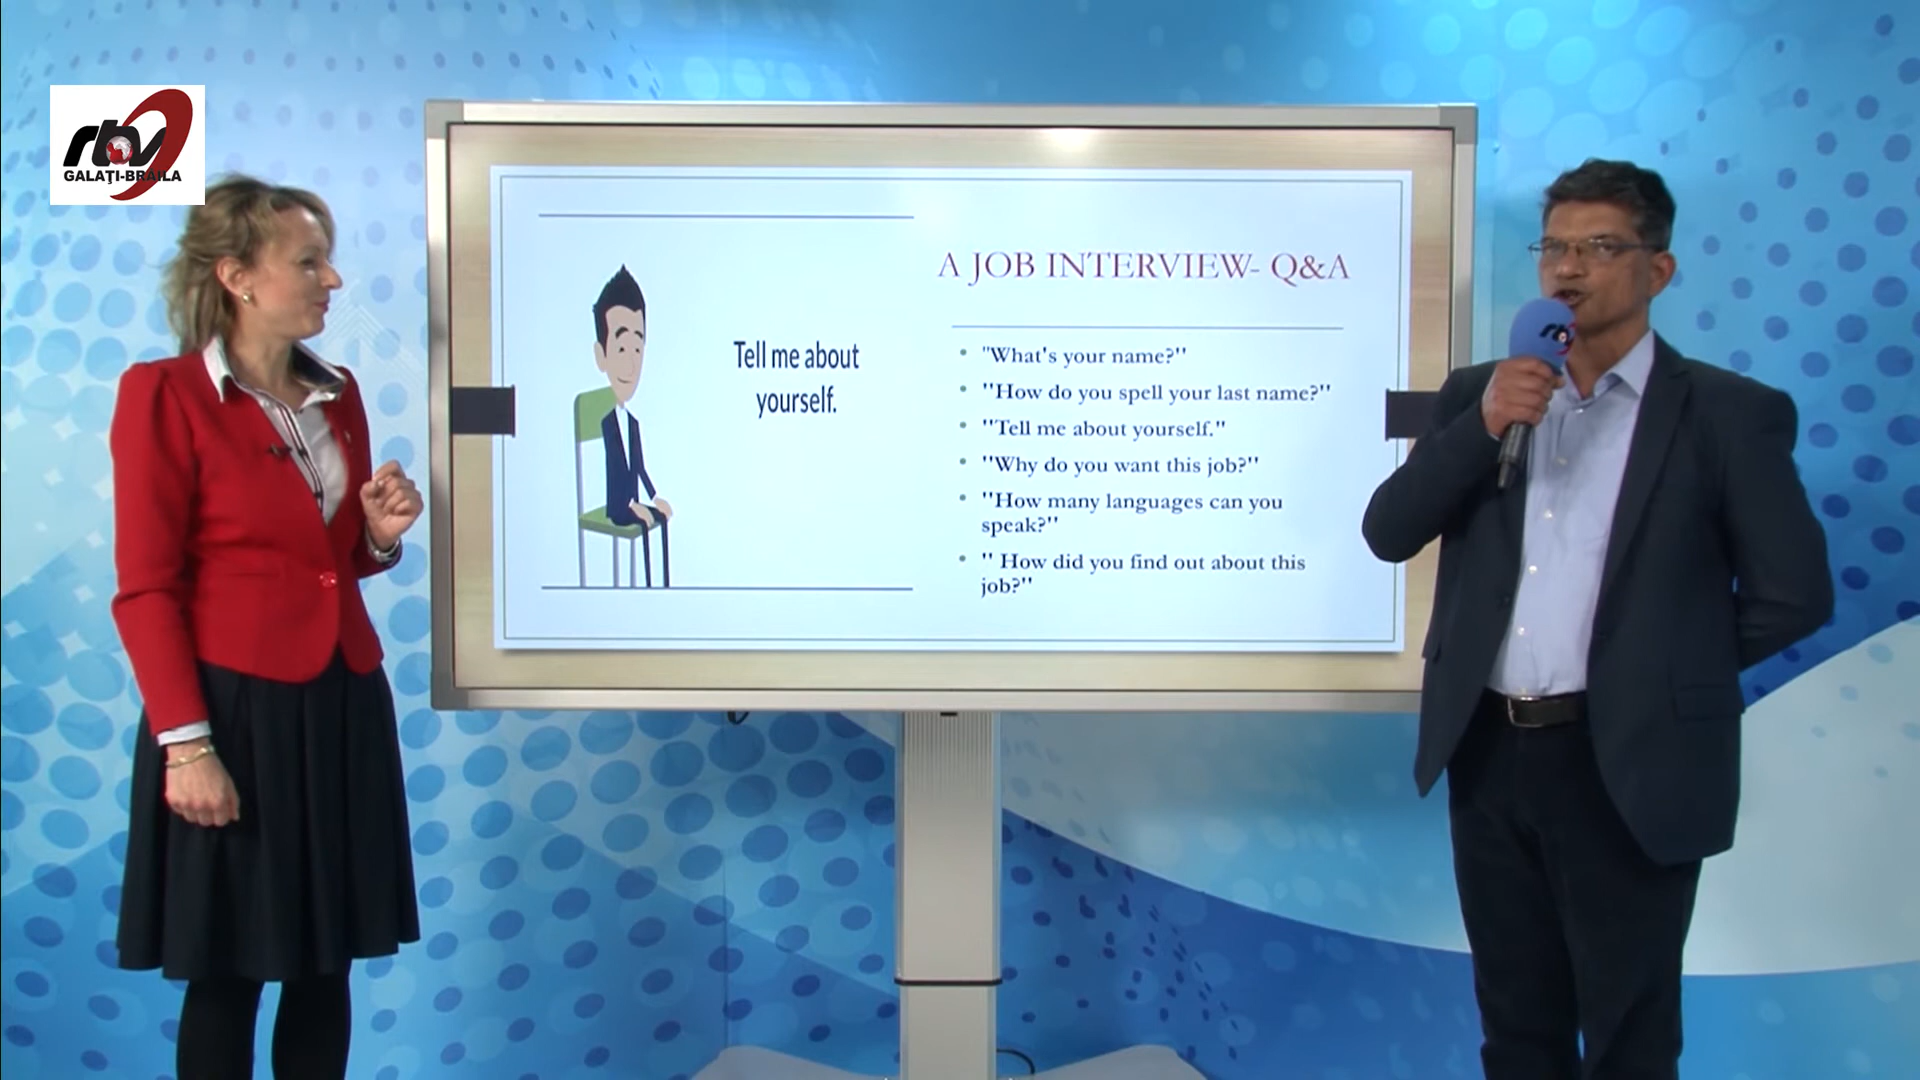 rtv
GALAŢI-BRĂILA
Tell me about
yourself.
A JOB INTERVIEW- Q&A
• "What's your name?''
• ''How do you spell your last name?''
• ''Tell me about yourself."
• ''Why do you want this job?''
• ''How many languages can you
speak?''
• '' How did you find out about this
job?''
rtv